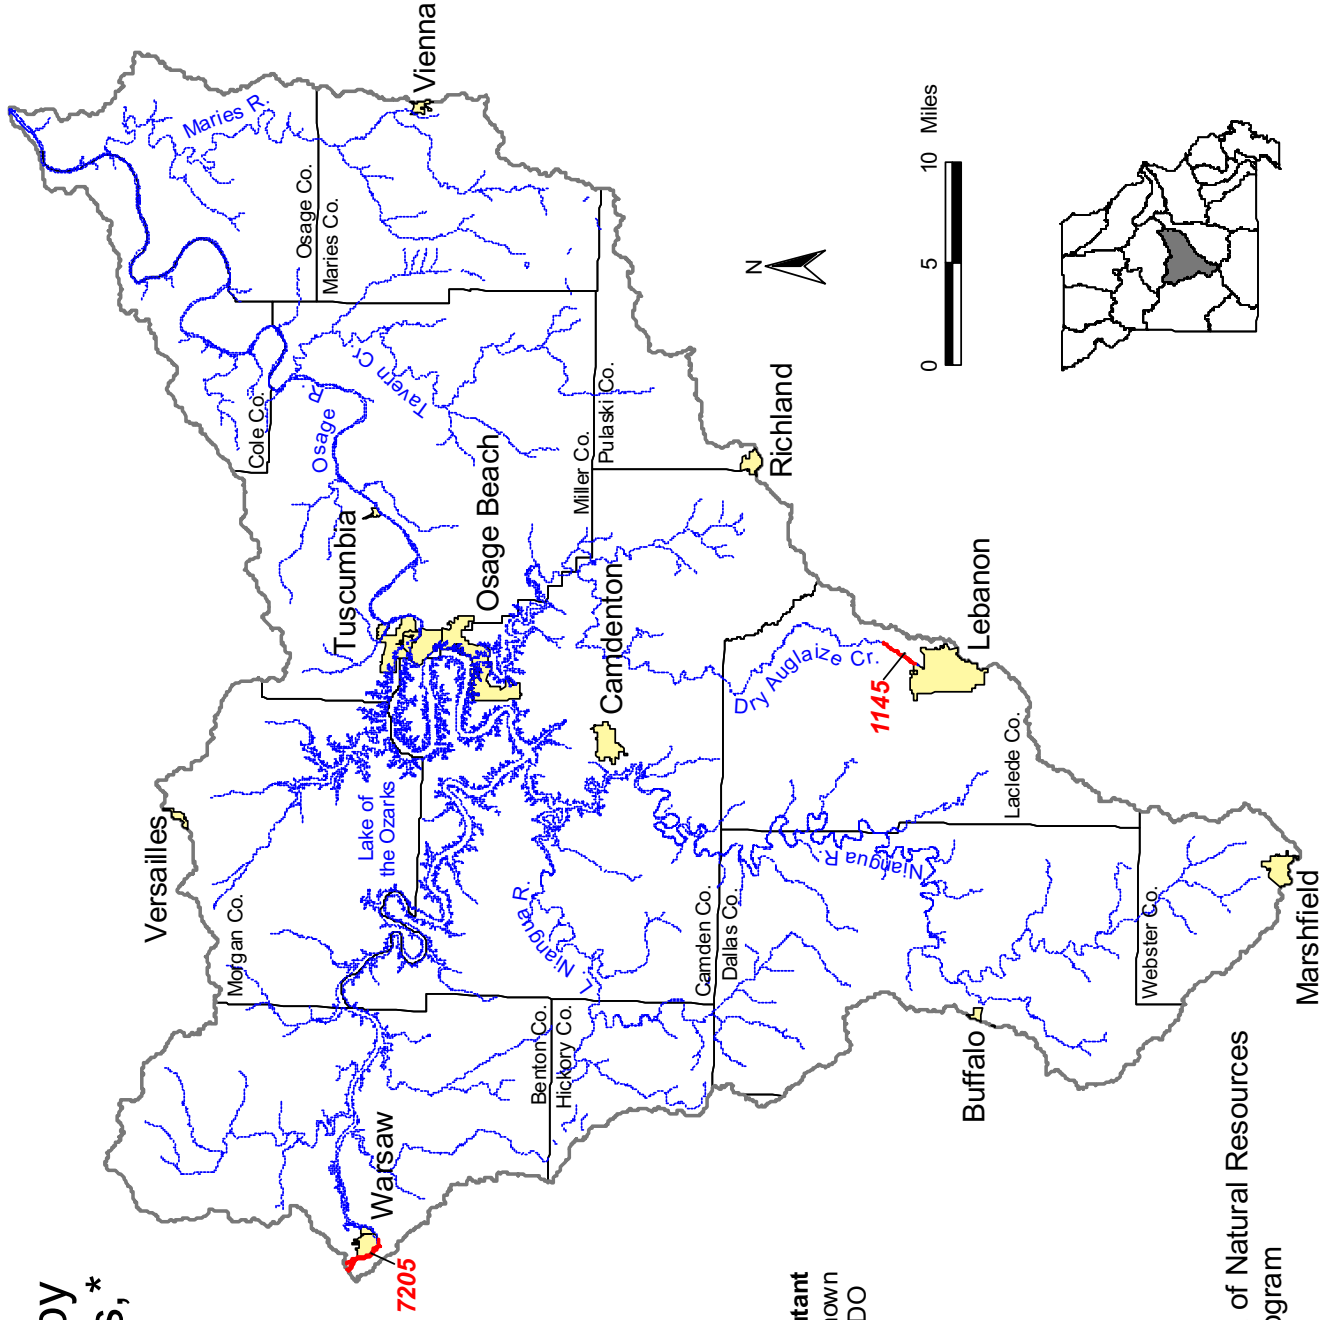 Vienna
Maries R.
Osage Co.
Maries Co.
Cole Co.
Osage R.
Tavern Cr.
Tuscumbia
Osage Beach
Miller Co.
Pulaski Co.
Richland
Camdenton
Versailles
Morgan Co.
Lake of
the Ozarks
L. Niangua R.
Niangua R.
Dry Auglaize Cr.
1145
Lebanon
Laclede Co.
Camden Co.
Dallas Co.
Benton Co.
Hickory Co.
Warsaw
7205
Buffalo
Webster Co.
Marshfield
N
0 5 10 Miles
of Natural Resources